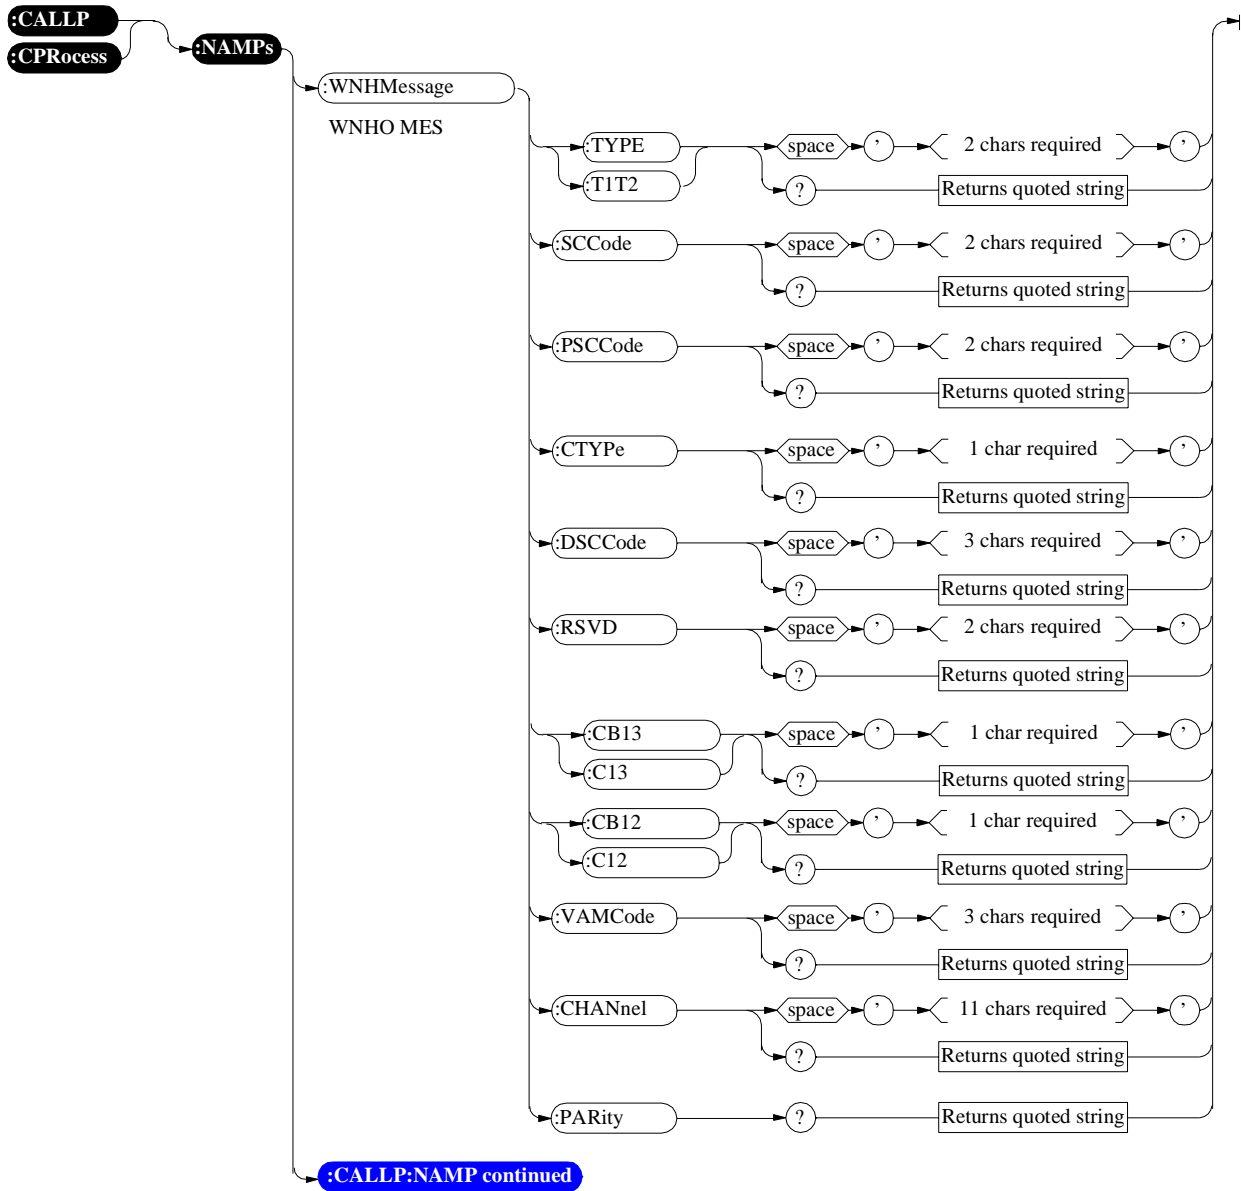 :CALLP
:CPRocess
:NAMPs
:WNHMessage
WNHO MES
:TYPE space ’ 2 chars required ’
:T1T2 ? Returns quoted string
:SCCode space ’ 2 chars required ’
? Returns quoted string
:PSCCode space ’ 2 chars required ’
? Returns quoted string
:CTYPe space ’ 1 char required ’
? Returns quoted string
:DSCCode space ’ 3 chars required ’
? Returns quoted string
:RSVD space ’ 2 chars required ’
? Returns quoted string
:CB13 space ’ 1 char required ’
:C13 ? Returns quoted string
:CB12 space ’ 1 char required ’
:C12 ? Returns quoted string
:VAMCode space ’ 3 chars required ’
? Returns quoted string
:CHANnel space ’ 11 chars required ’
? Returns quoted string
:PARity ? Returns quoted string
:CALLP:NAMP continued